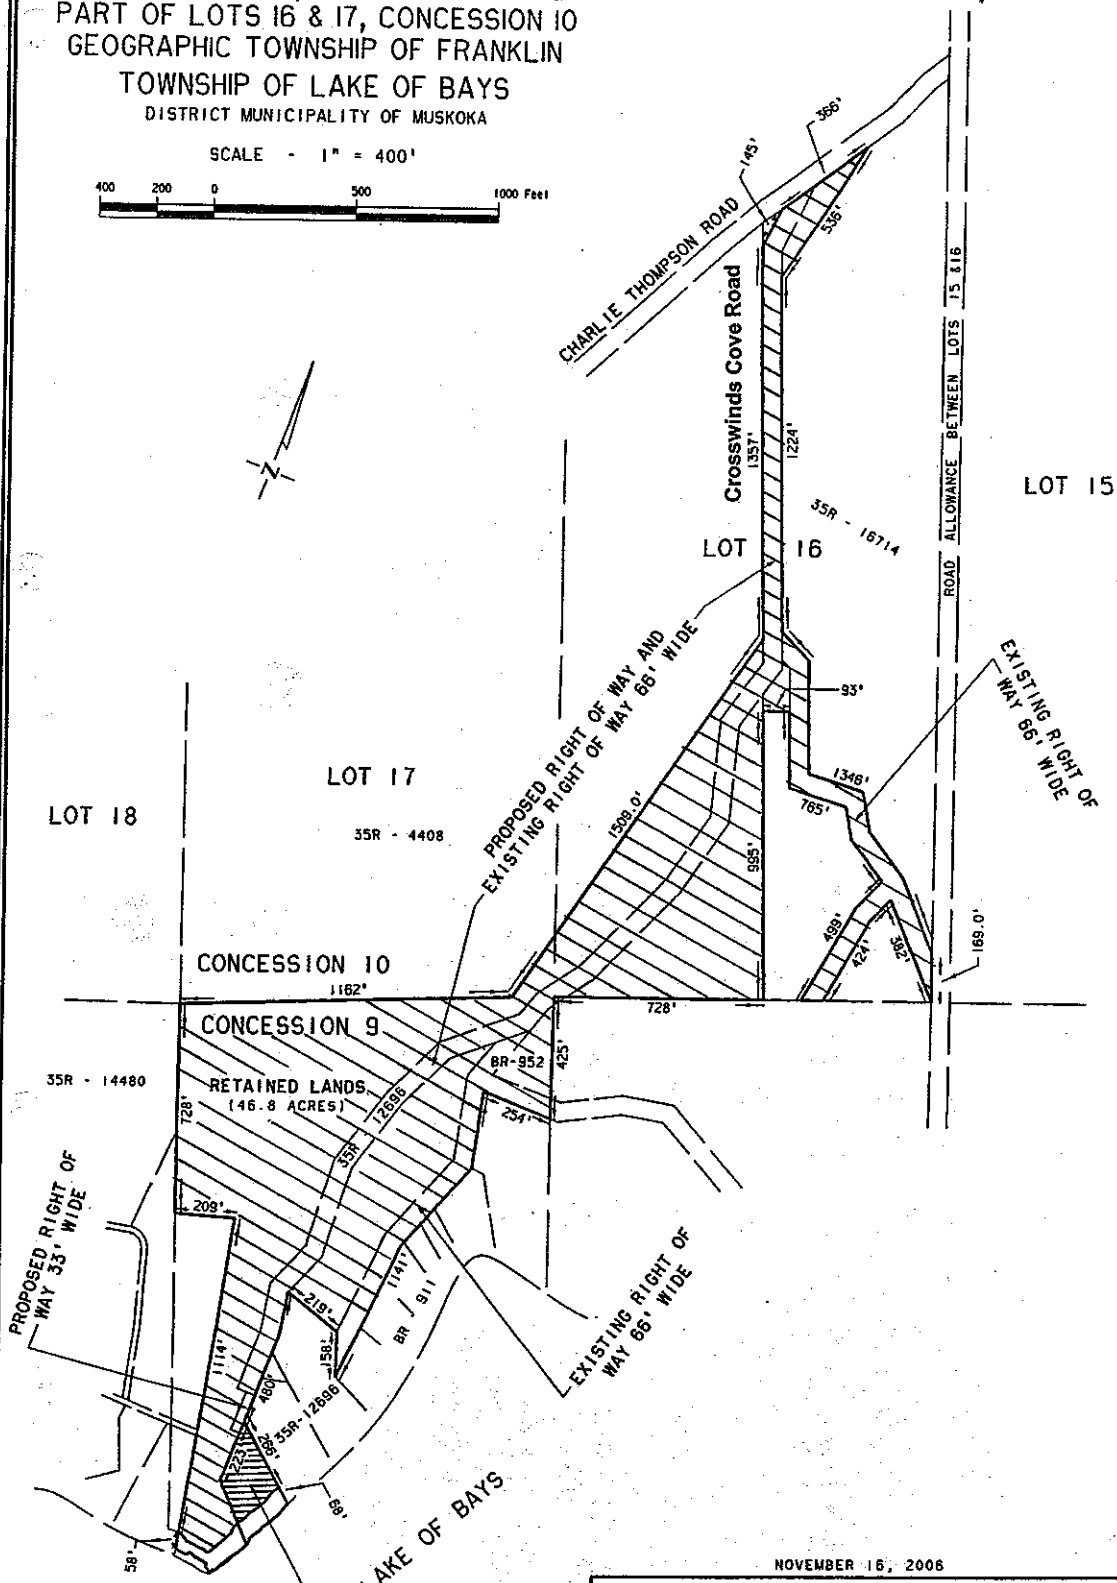 PART OF LOTS 16 & 17, CONCESSION 10
GEOGRAPHIC TOWNSHIP OF FRANKLIN
TOWNSHIP OF LAKE OF BAYS
DISTRICT MUNICIPALITY OF MUSKOKA
SCALE - 1" = 400'
400 200 0 500 1000 Feet
366'
145'
536'
CHARLIE THOMPSON ROAD
Crosswinds Cove Road
1357'
1224'
ROAD ALLOWANCE BETWEEN LOTS 15 &16
LOT 15
N
35R - 16714
LOT 16
PROPOSED RIGHT OF WAY AND
EXISTING RIGHT OF WAY 66' WIDE
EXISTING RIGHT OF
WAY 66' WIDE
93'
LOT 17
LOT 18
35R - 4408
1509.0'
1346'
765'
995'
499'
424'
382'
169.0'
CONCESSION 10
1162'
728'
CONCESSION 9
BR-952
425'
35R - 14480
RETAINED LANDS
(46.8 ACRES)
728'
35R - 12696
254'
PROPOSED RIGHT OF
WAY 33' WIDE
209'
1141'
BR - 911
EXISTING RIGHT OF
WAY 66' WIDE
219'
158'
1114'
480'
35R-12696
223'
266'
68'
58'
LAKE OF BAYS
NOVEMBER 16, 2006